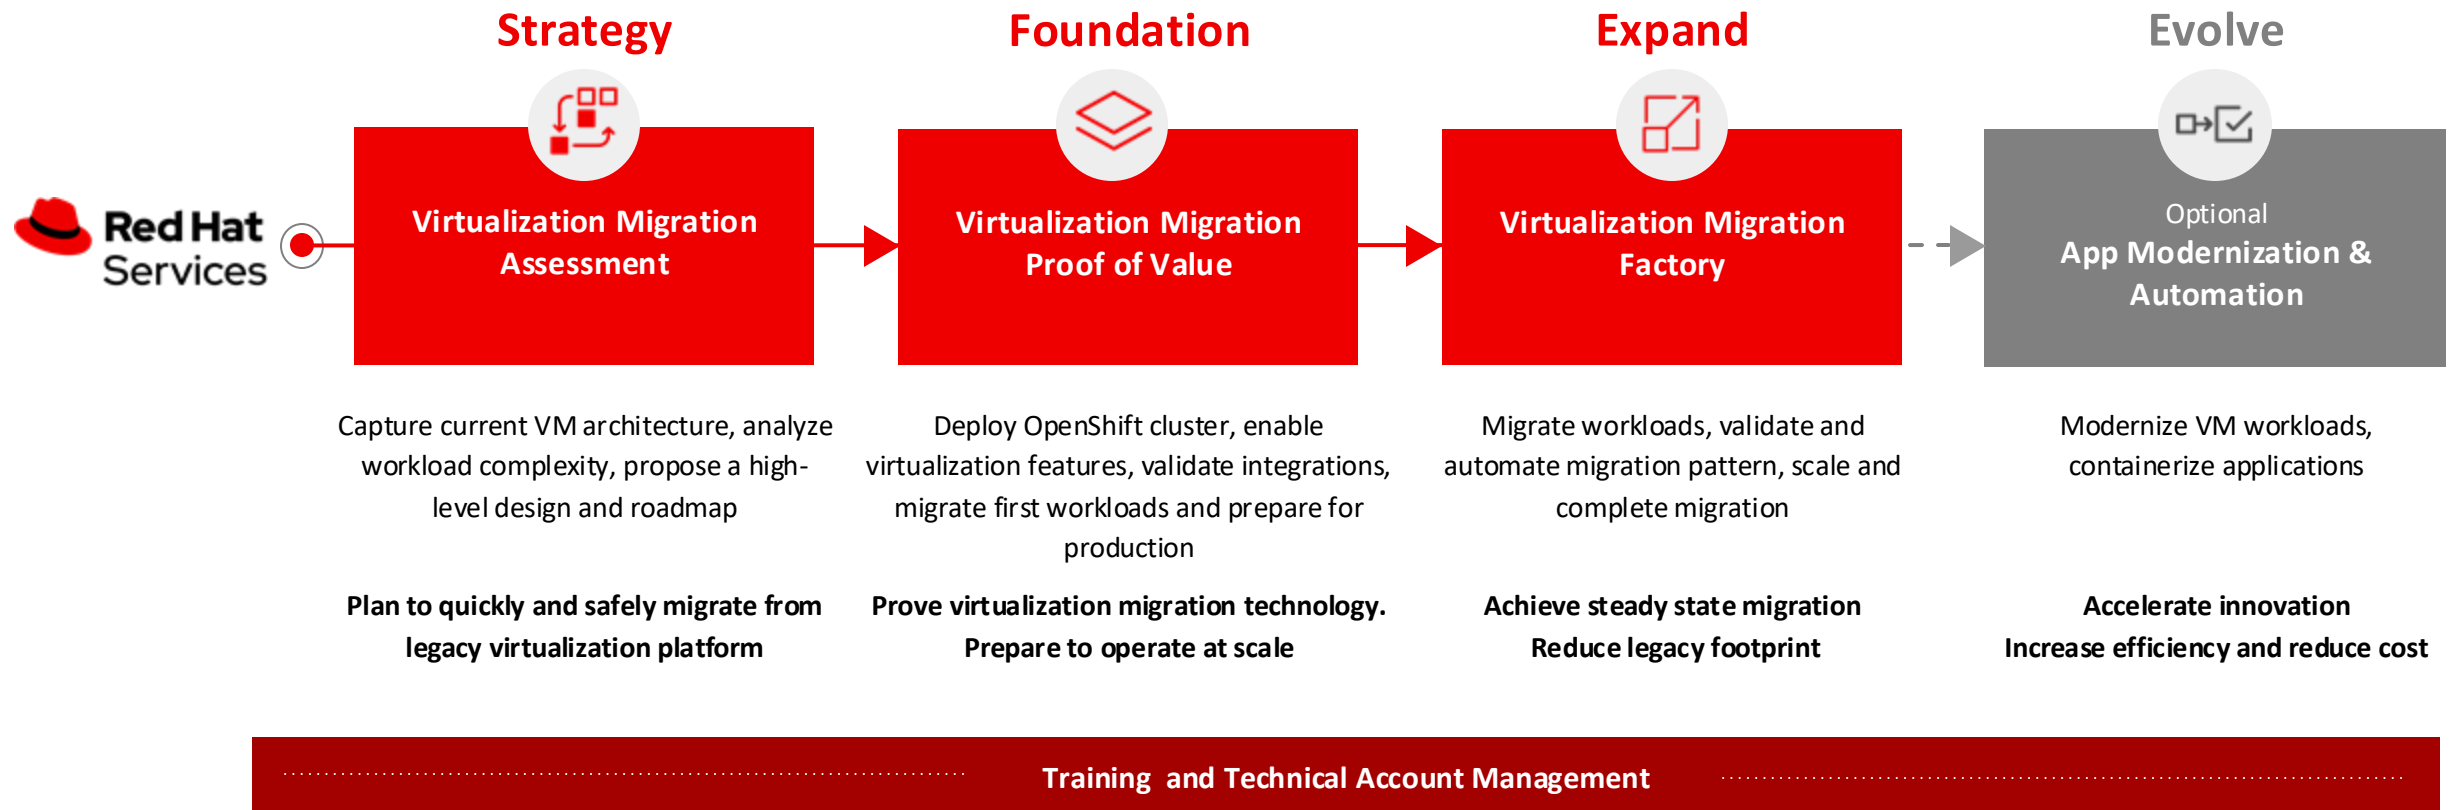 Strategy
Foundation
Expand
Evolve
Red Hat
Services
Virtualization Migration
Assessment
Virtualization Migration
Proof of Value
Virtualization Migration
Factory
Optional
App Modernization &
Automation
Capture current VM architecture, analyze
workload complexity, propose a high-
level design and roadmap
Deploy OpenShift cluster, enable
virtualization features, validate integrations,
migrate first workloads and prepare for
production
Migrate workloads, validate and
automate migration pattern, scale and
complete migration
Modernize VM workloads,
containerize applications
Plan to quickly and safely migrate from
legacy virtualization platform
Prove virtualization migration technology.
Prepare to operate at scale
Achieve steady state migration
Reduce legacy footprint
Accelerate innovation
Increase efficiency and reduce cost
Training  and Technical Account Management